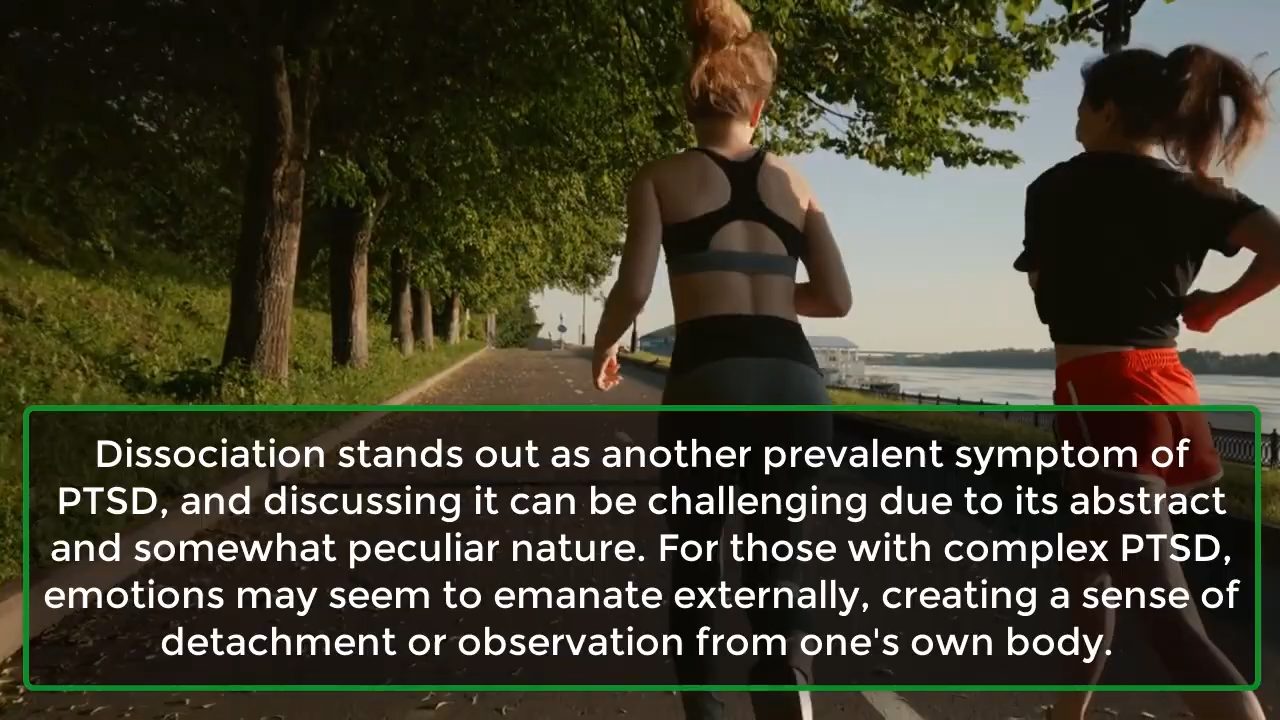 Dissociation stands out as another prevalent symptom of
PTSD, and discussing it can be challenging due to its abstract
and somewhat peculiar nature. For those with complex PTSD,
emotions may seem to emanate externally, creating a sense of
detachment or observation from one's own body.